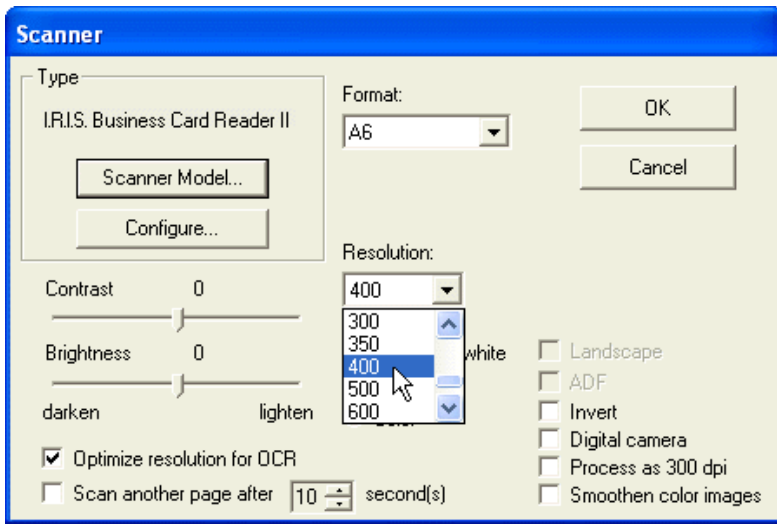 Scanner
Type
I.R.I.S. Business Card Reader II
Scanner Model...
Configure...
Format:
A6
OK
Cancel
Resolution:
400
300
350
400
500
600
Contrast 0
Brightness 0
darken lighten
white
Optimize resolution for OCR
Scan another page after 10 second(s)
Landscape
ADF
Invert
Digital camera
Process as 300 dpi
Smoothen color images